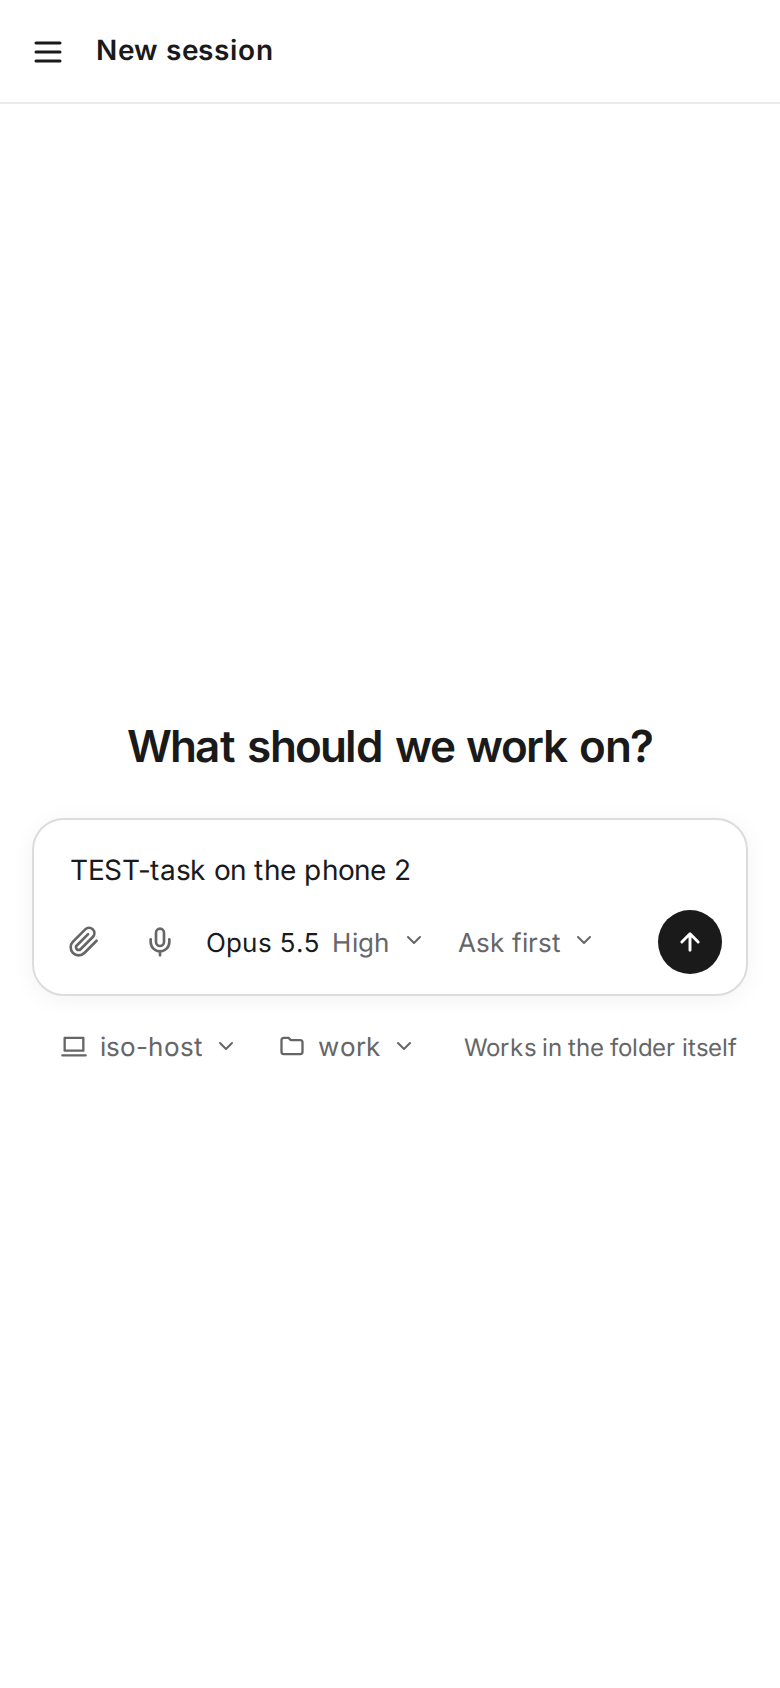 New session
What should we work on?
TEST-task on the phone 2
Opus 5.5 High Ask first
iso-host work Works in the folder itself